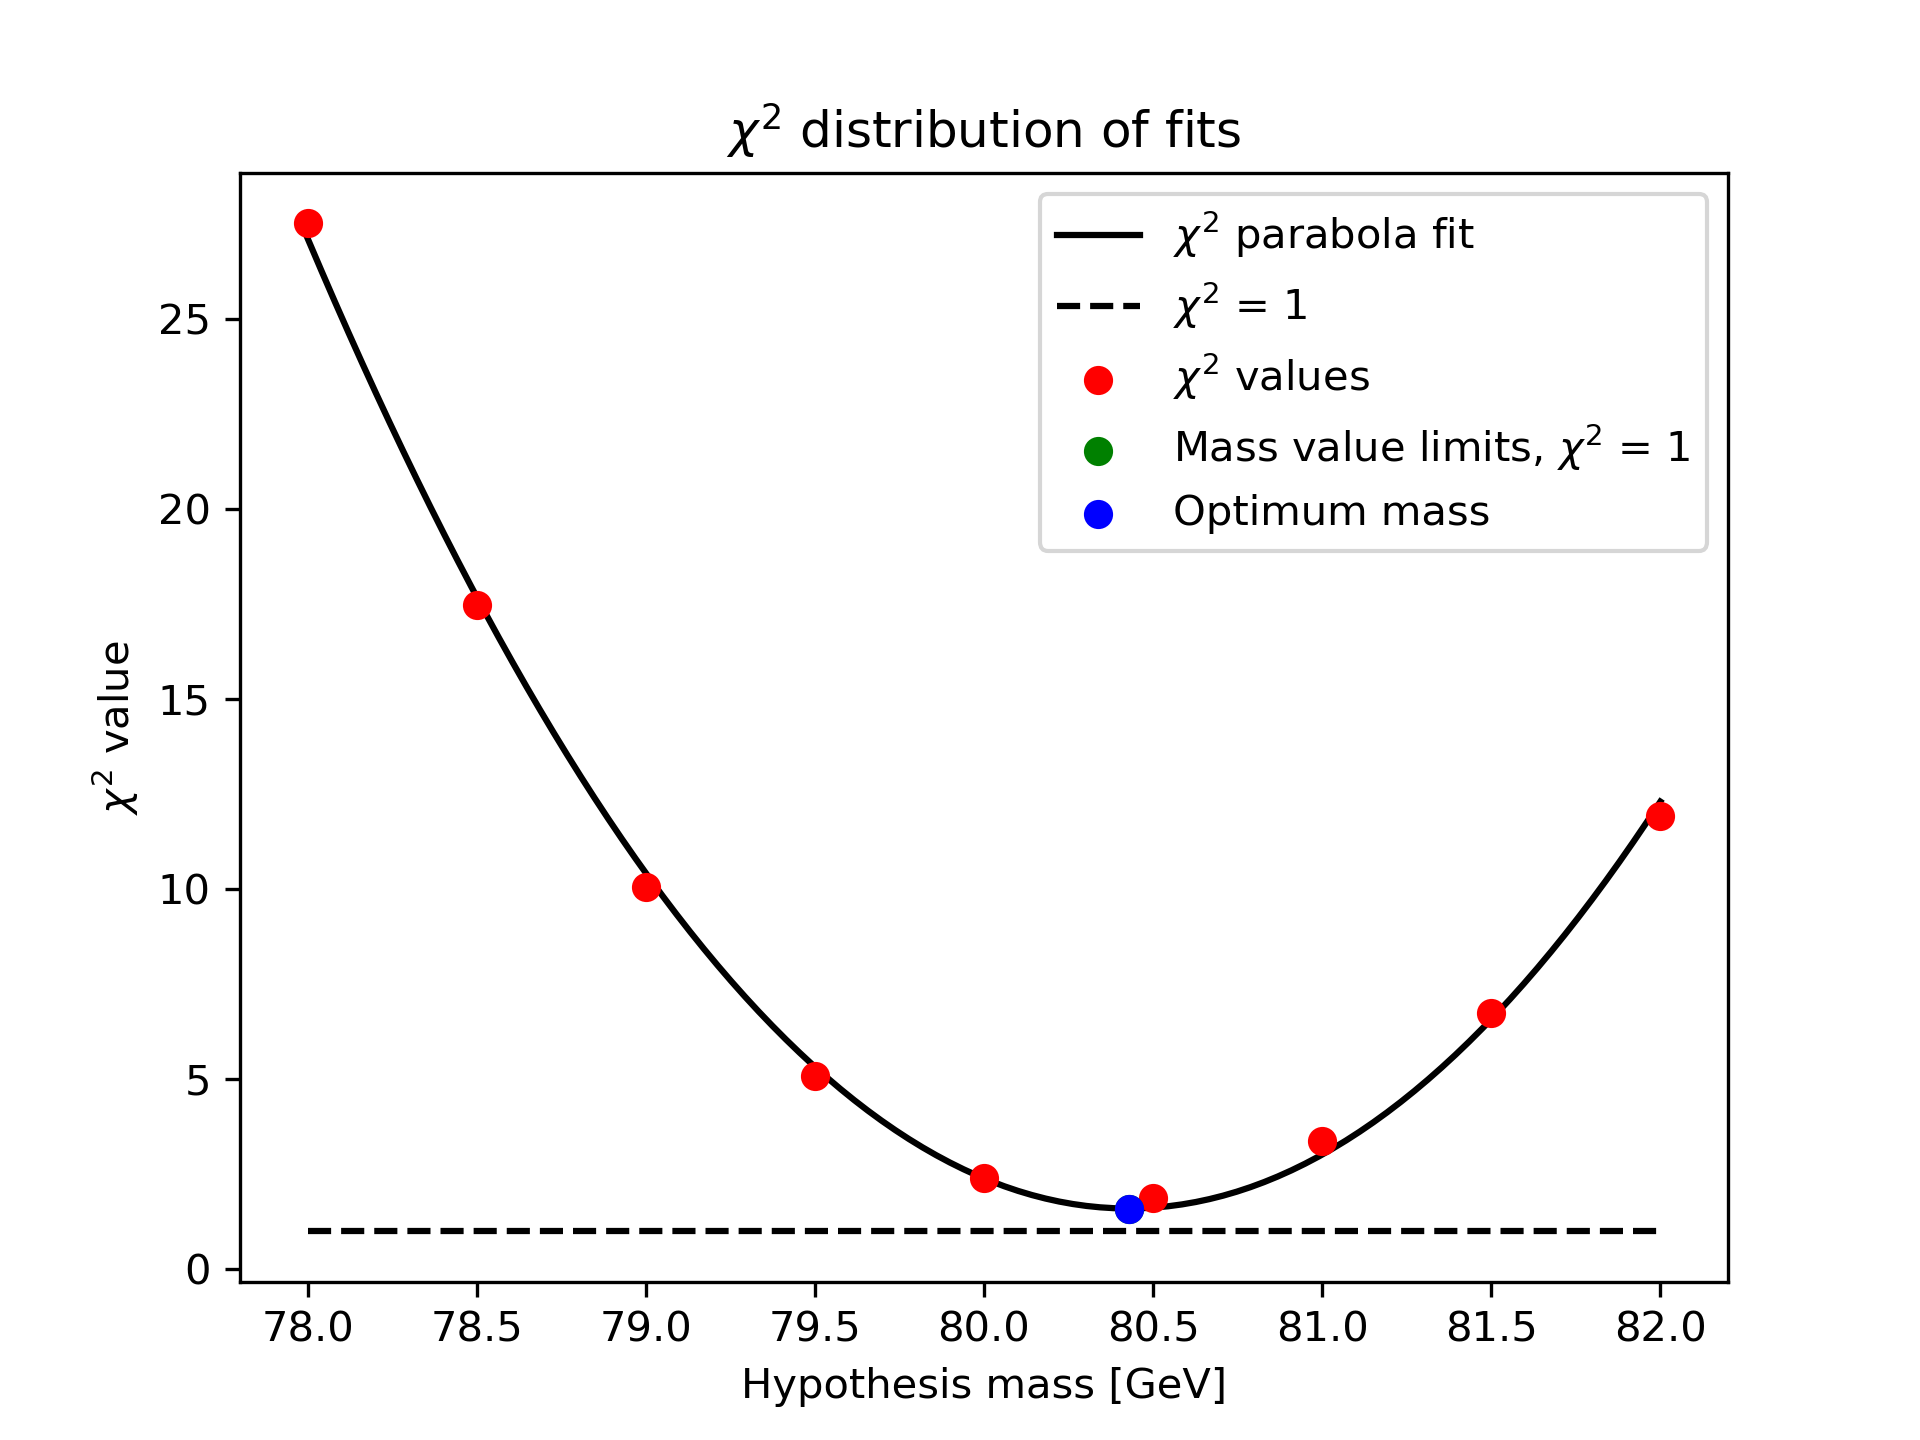 χ² distribution of fits
χ² parabola fit
χ² = 1
χ² values
Mass value limits, χ² = 1
Optimum mass
χ² value
25
20
15
10
5
0
78.0 78.5 79.0 79.5 80.0 80.5 81.0 81.5 82.0
Hypothesis mass [GeV]